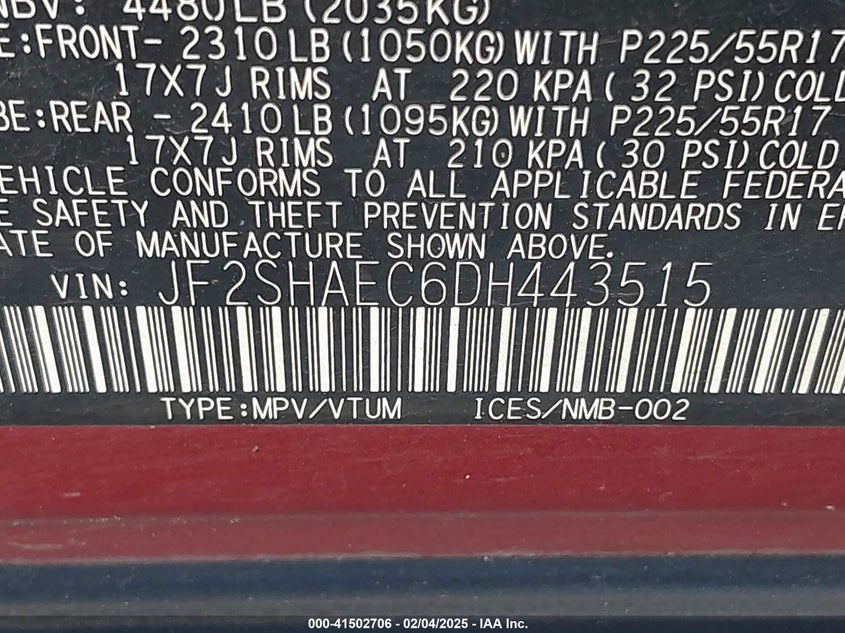 NBV: 4480LB (2035KG)
E:FRONT- 2310 LB (1050KG) WITH P225/55R17
17X7J RIMS AT 220 KPA ( 32 PSI) COLD
BE:REAR - 2410 LB (1095KG) WITH P225/55R17
17X7J RIMS AT 210 KPA ( 30 PSI) COLD
EHICLE CONFORMS TO ALL APPLICABLE FEDERA
E SAFETY AND THEFT PREVENTION STANDARDS IN EF
ATE OF MANUFACTURE SHOWN ABOVE.
VIN: JF2SHAEC6DH443515
TYPE:MPV/VTUM ICES/NMB-002
000-41502706 - 02/04/2025 - IAA Inc.